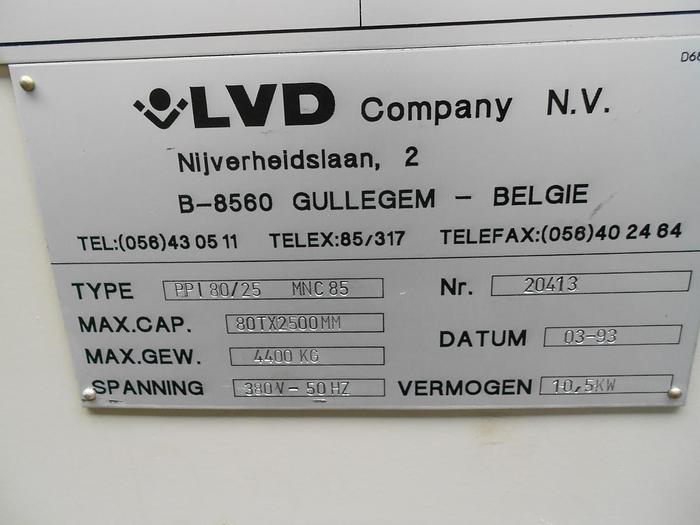 D68
LVD Company N.V.
Nijverheidslaan, 2
B-8560 GULLEGEM - BELGIE
TEL:(056)43 05 11 TELEX:85/317 TELEFAX:(056)40 24 64
TYPE PPI 80/25 MNC 85 Nr. 20413
MAX.CAP. 80TX2500MM
DATUM 03-93
MAX.GEW. 4400 KG
SPANNING 380V-50HZ VERMOGEN 10,5KW